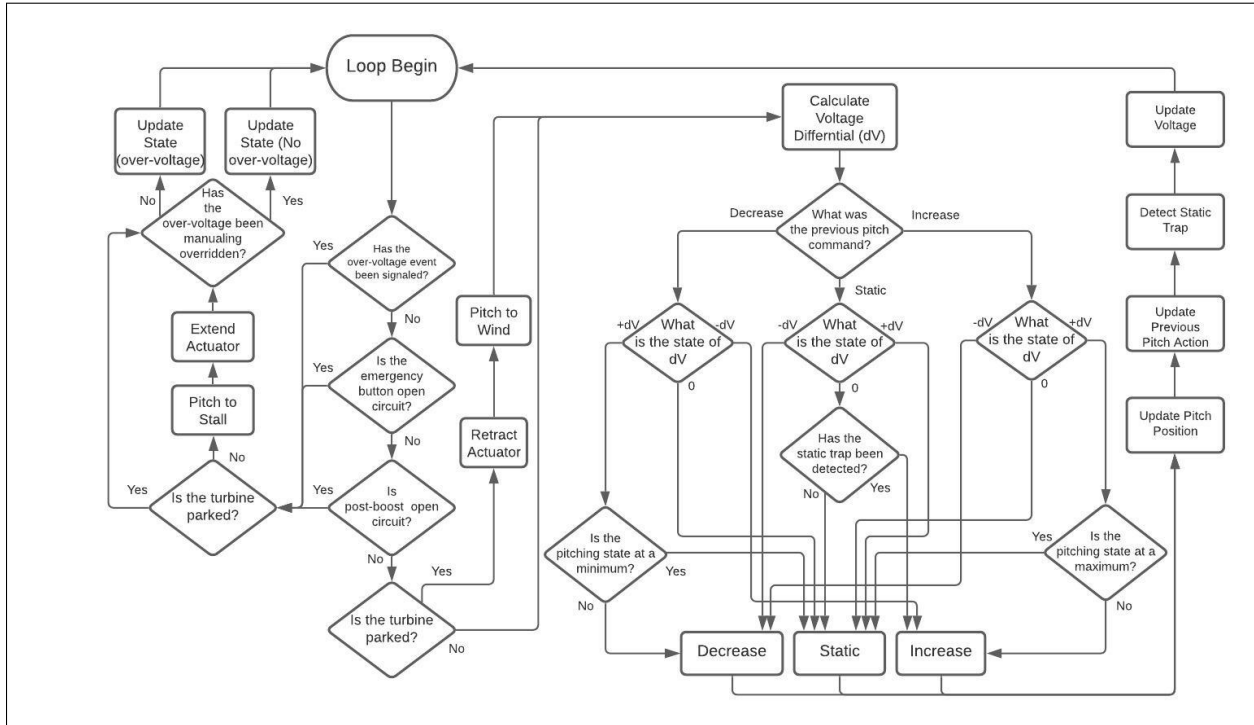 Loop Begin
Update
State
(over-voltage)
Update
State (No
over-voltage)
No
Yes
Has
the
over-voltage been
manualing
overridden?
Extend
Actuator
Pitch to
Stall
No
Yes
Is the turbine
parked?
Yes
Has the
over-voltage event
been signaled?
No
Yes
Is the
emergency
button open
circuit?
No
Yes
Is
post-boost open
circuit?
No
Yes
Is the turbine
parked?
No
Pitch to
Wind
Retract
Actuator
Calculate
Voltage
Differntial (dV)
Decrease
What was
the previous pitch
command?
Increase
Static
+dV
-dV
What
is the state of
dV
0
-dV
+dV
What
is the state of
dV
0
-dV
+dV
What
is the state of
dV
0
Has the
static trap been
detected?
No
Yes
Is the
pitching state at a
minimum?
Yes
No
Yes
Is the
pitching state at a
maximum?
No
Decrease
Static
Increase
Update
Voltage
Detect Static
Trap
Update
Previous
Pitch Action
Update Pitch
Position